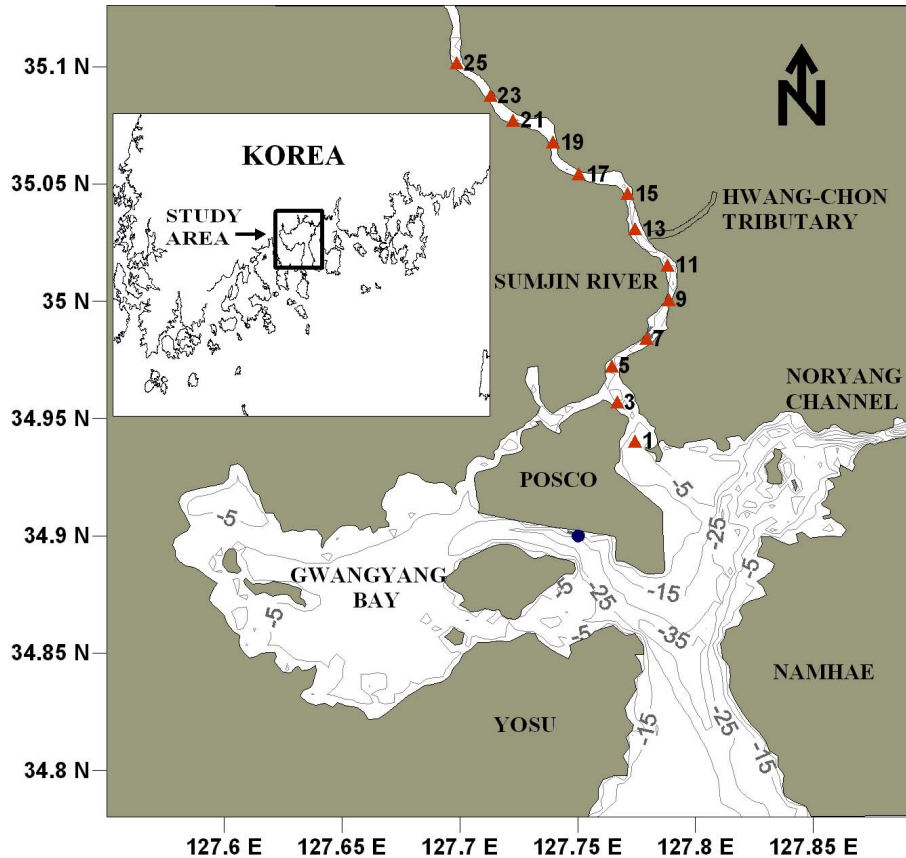 35.1 N
35.05 N
35 N
34.95 N
34.9 N
34.85 N
34.8 N
127.6 E
127.65 E
127.7 E
127.75 E
127.8 E
127.85 E
KOREA
STUDY
AREA
N
25
23
21
19
17
15
13
11
9
7
5
3
1
HWANG-CHON
TRIBUTARY
SUMJIN RIVER
NORYANG
CHANNEL
POSCO
GWANGYANG
BAY
YOSU
NAMHAE
-5
-5
-25
-5
-15
-5
-25
-5
-5
-35
-15
-25
-15